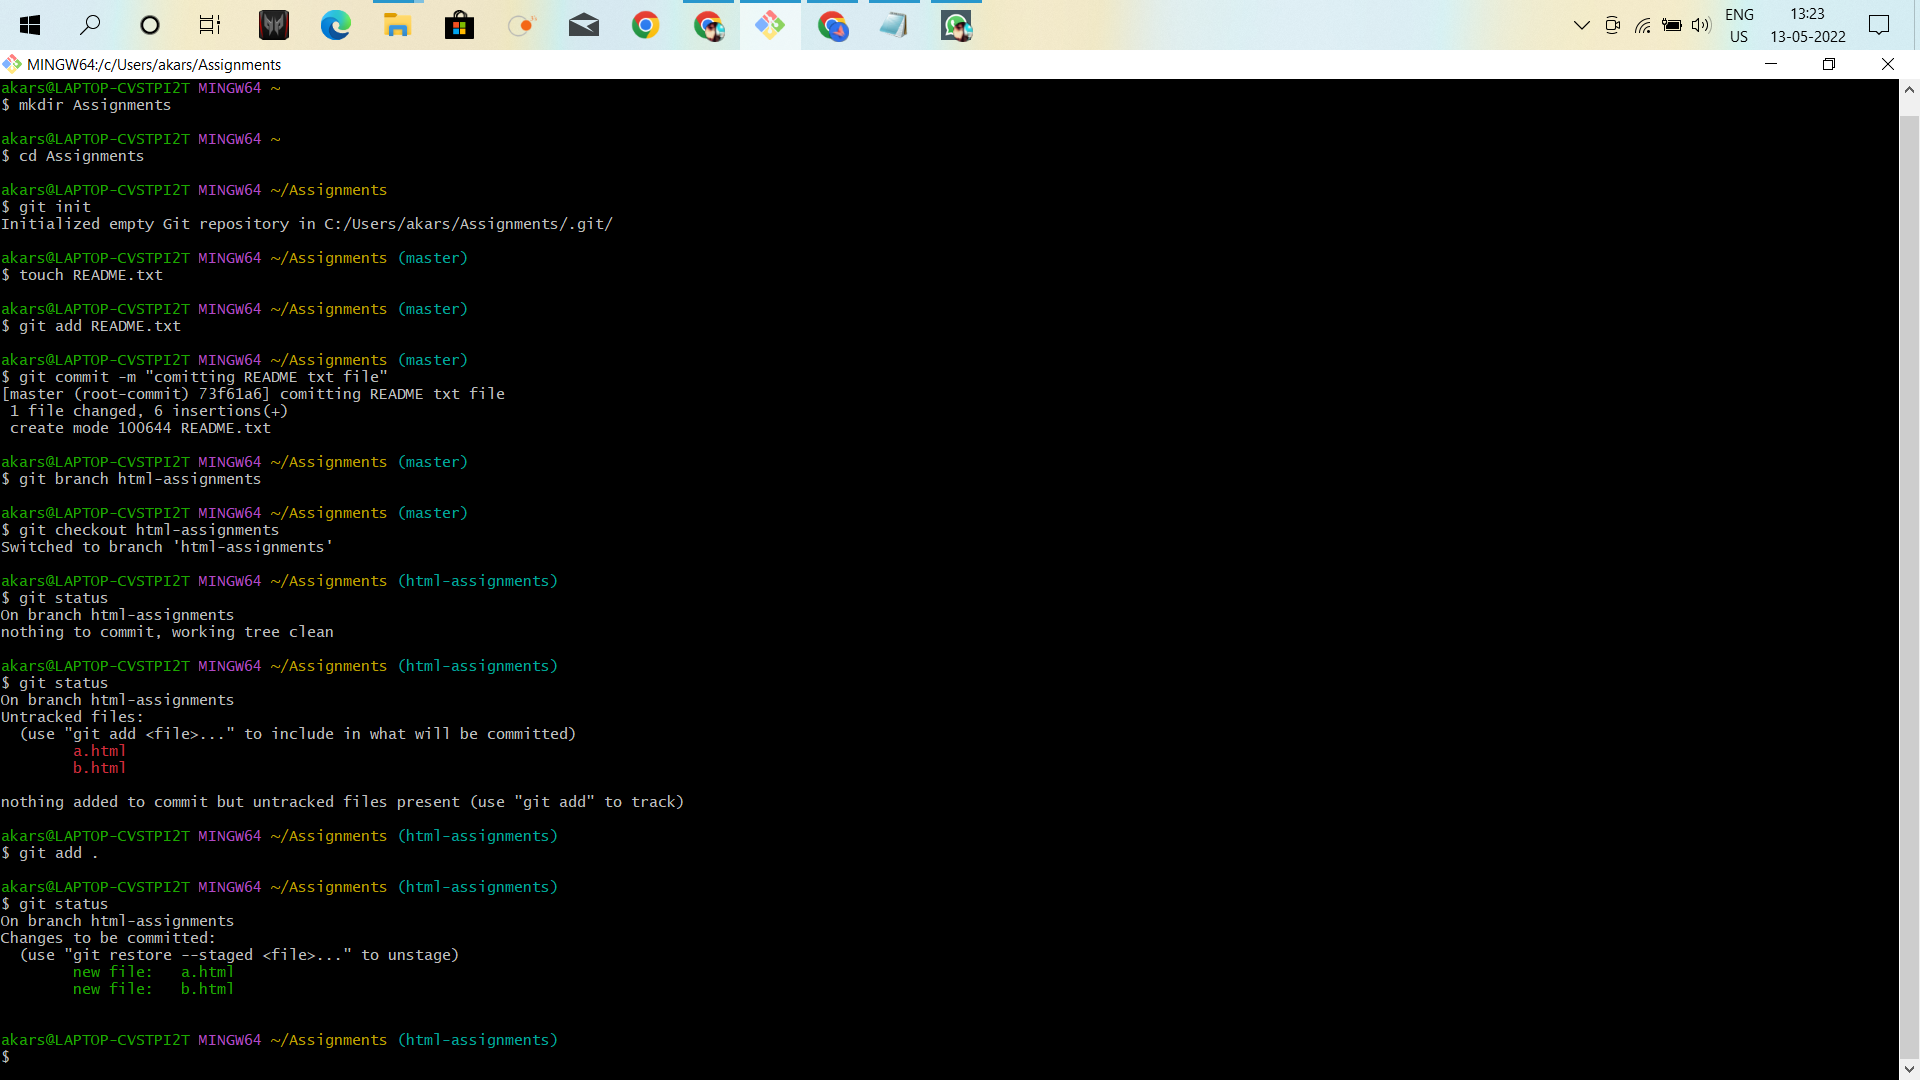 ENG
US
13:23
13-05-2022
MINGW64:/c/Users/akars/Assignments
akars@LAPTOP-CVSTPI2T MINGW64 ~
$ mkdir Assignments
akars@LAPTOP-CVSTPI2T MINGW64 ~
$ cd Assignments
akars@LAPTOP-CVSTPI2T MINGW64 ~/Assignments
$ git init
Initialized empty Git repository in C:/Users/akars/Assignments/.git/
akars@LAPTOP-CVSTPI2T MINGW64 ~/Assignments (master)
$ touch README.txt
akars@LAPTOP-CVSTPI2T MINGW64 ~/Assignments (master)
$ git add README.txt
akars@LAPTOP-CVSTPI2T MINGW64 ~/Assignments (master)
$ git commit -m "comitting README txt file"
[master (root-commit) 73f61a6] comitting README txt file
 1 file changed, 6 insertions(+)
 create mode 100644 README.txt
akars@LAPTOP-CVSTPI2T MINGW64 ~/Assignments (master)
$ git branch html-assignments
akars@LAPTOP-CVSTPI2T MINGW64 ~/Assignments (master)
$ git checkout html-assignments
Switched to branch 'html-assignments'
akars@LAPTOP-CVSTPI2T MINGW64 ~/Assignments (html-assignments)
$ git status
On branch html-assignments
nothing to commit, working tree clean
akars@LAPTOP-CVSTPI2T MINGW64 ~/Assignments (html-assignments)
$ git status
On branch html-assignments
Untracked files:
  (use "git add <file>..." to include in what will be committed)
        a.html
        b.html
nothing added to commit but untracked files present (use "git add" to track)
akars@LAPTOP-CVSTPI2T MINGW64 ~/Assignments (html-assignments)
$ git add .
akars@LAPTOP-CVSTPI2T MINGW64 ~/Assignments (html-assignments)
$ git status
On branch html-assignments
Changes to be committed:
  (use "git restore --staged <file>..." to unstage)
        new file:   a.html
        new file:   b.html
akars@LAPTOP-CVSTPI2T MINGW64 ~/Assignments (html-assignments)
$